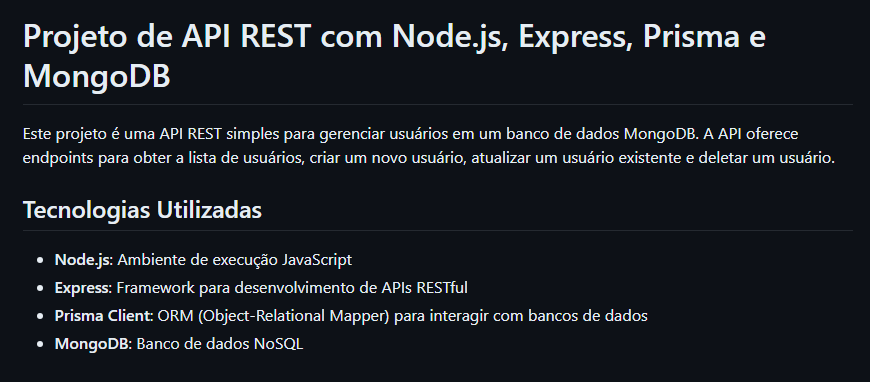 Projeto de API REST com Node.js, Express, Prisma e
MongoDB
Este projeto é uma API REST simples para gerenciar usuários em um banco de dados MongoDB. A API oferece
endpoints para obter a lista de usuários, criar um novo usuário, atualizar um usuário existente e deletar um usuário.
Tecnologias Utilizadas
• Node.js: Ambiente de execução JavaScript
• Express: Framework para desenvolvimento de APIs RESTful
• Prisma Client: ORM (Object-Relational Mapper) para interagir com bancos de dados
• MongoDB: Banco de dados NoSQL